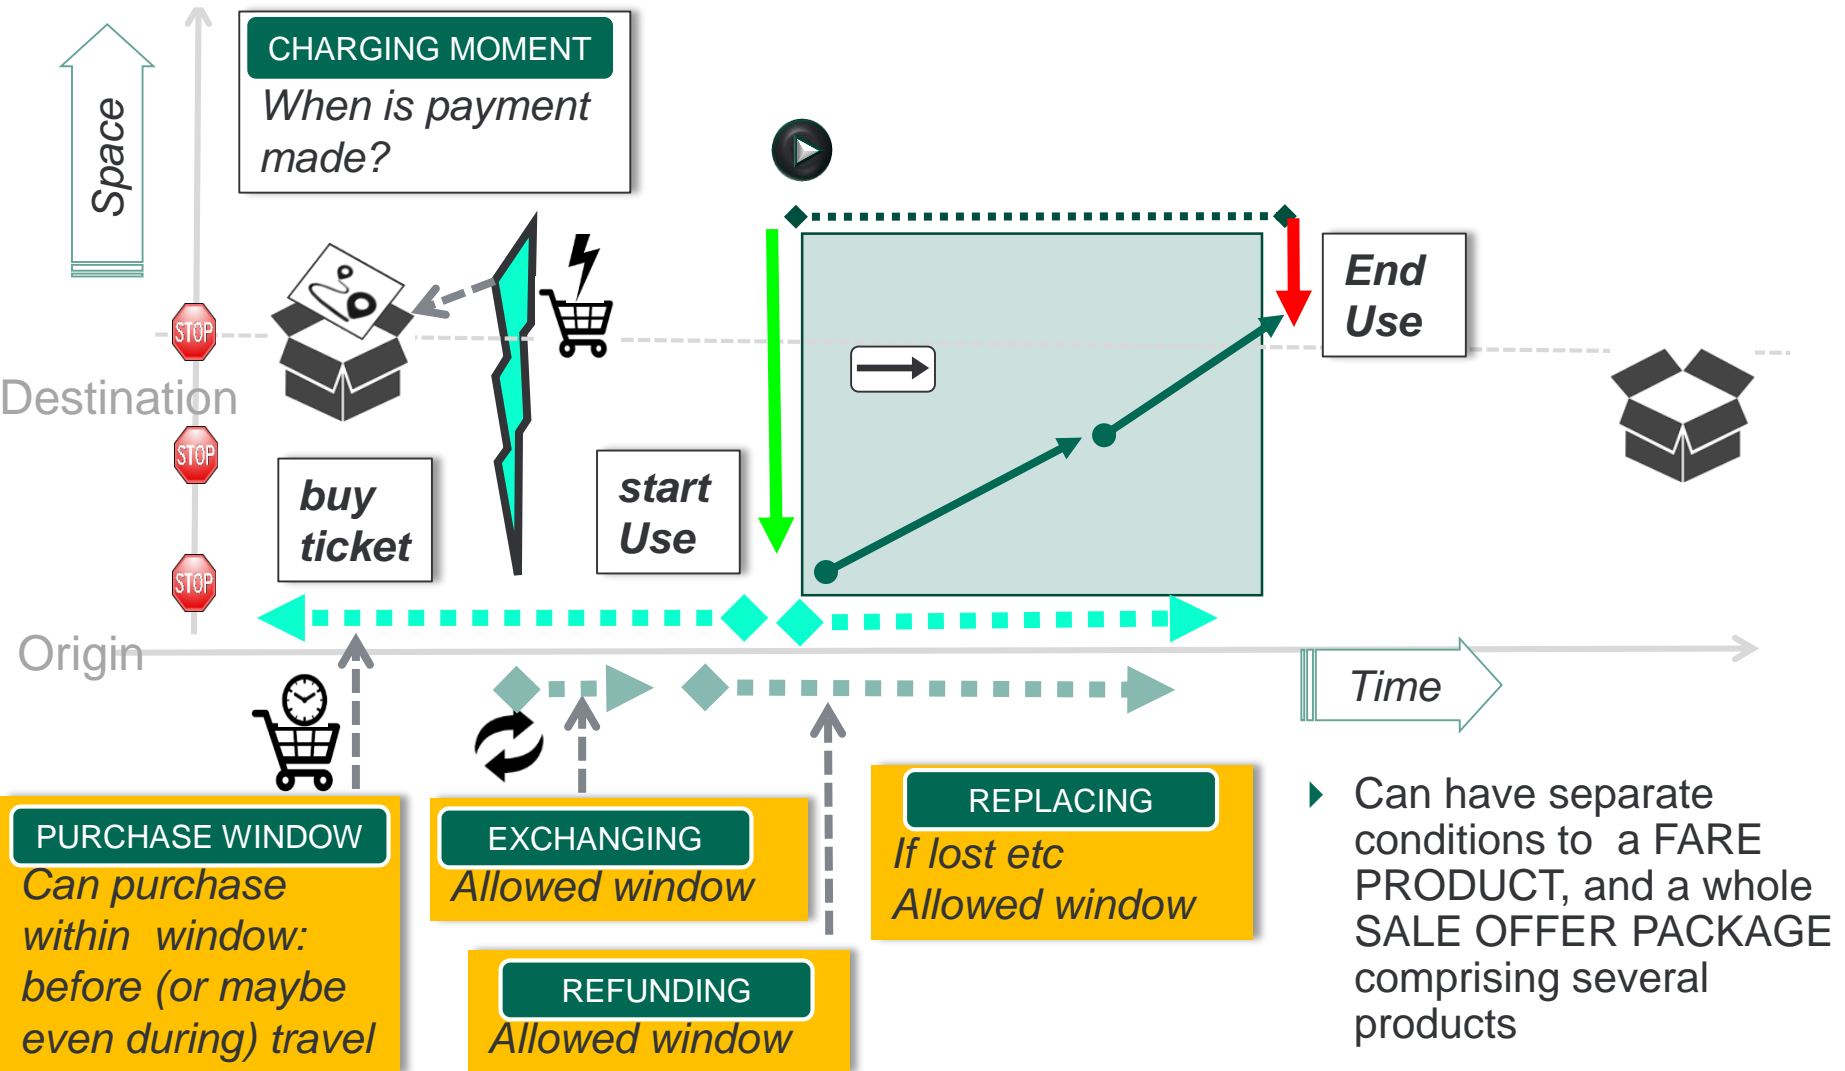 CHARGING MOMENT
When is payment
made?
Space
STOP
End
Use
Destination
STOP
buy
ticket
start
Use
STOP
Origin
Time
PURCHASE WINDOW
Can purchase
within window:
before (or maybe
even during) travel
EXCHANGING
Allowed window
REFUNDING
Allowed window
REPLACING
If lost etc
Allowed window
Can have separate
conditions to a FARE
PRODUCT, and a whole
SALE OFFER PACKAGE
comprising several
products